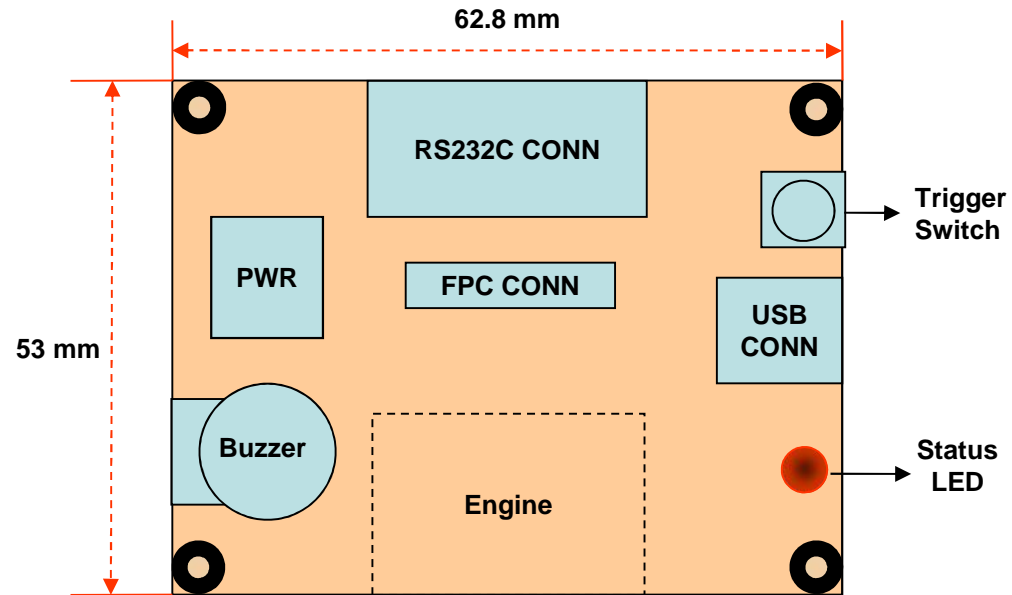 62.8 mm
RS232C CONN
Trigger
Switch
PWR
FPC CONN
USB
CONN
53 mm
Buzzer
Status
LED
Engine